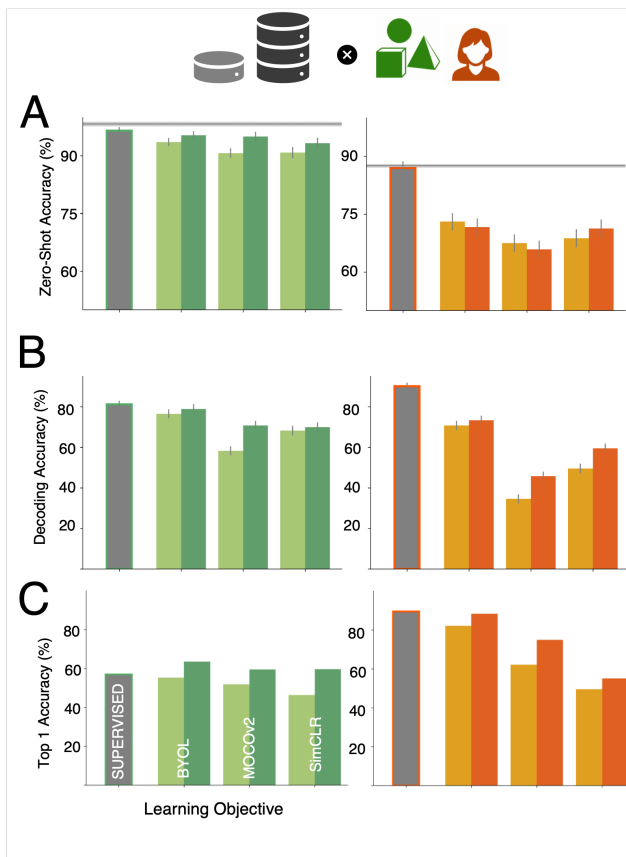 A
Zero-Shot Accuracy (%)
90
75
60
90
75
60
B
Decoding Accuracy (%)
80
60
40
20
80
60
40
20
C
Top 1 Accuracy (%)
80
60
40
20
80
60
40
20
SUPERVISED
BYOL
MOCOv2
SimCLR
Learning Objective